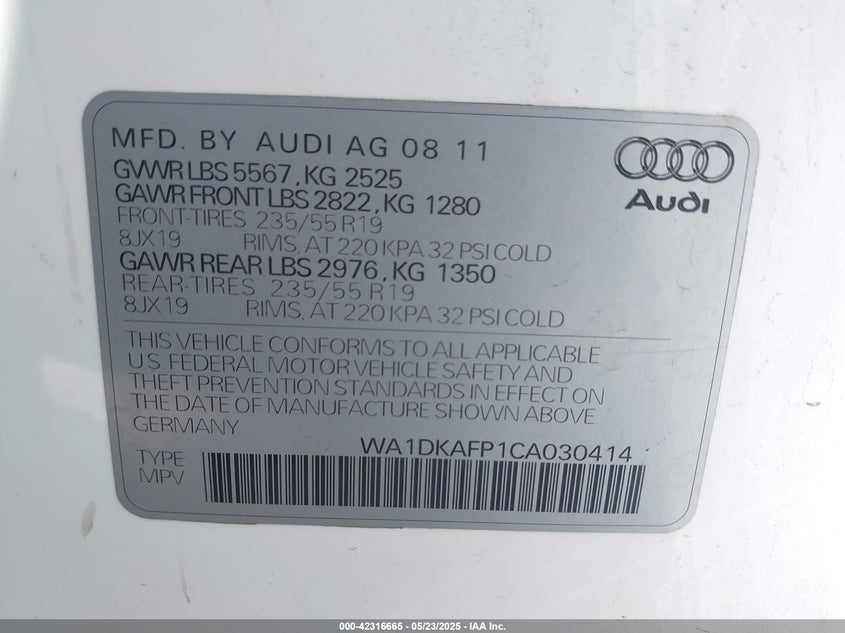 MFD. BY AUDI AG 08 11
GVWR LBS 5567, KG 2525
GAWR FRONT LBS 2822, KG 1280
FRONT-TIRES 235/55 R19
8JX19 RIMS, AT 220 KPA 32 PSI COLD
GAWR REAR LBS 2976, KG 1350
REAR-TIRES 235/55 R19
8JX19 RIMS, AT 220 KPA 32 PSI COLD
Audi
THIS VEHICLE CONFORMS TO ALL APPLICABLE
US FEDERAL MOTOR VEHICLE SAFETY AND
THEFT PREVENTION STANDARDS IN EFFECT ON
THE DATE OF MANUFACTURE SHOWN ABOVE
GERMANY
WA1DKAFP1CA030414
TYPE
MPV
000-42316665 - 05/23/2025 - IAA Inc.